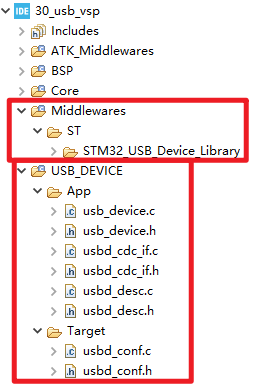 IDE 30_usb_vsp
Includes
ATK_Middlewares
BSP
Core
Middlewares
ST
STM32_USB_Device_Library
USB_DEVICE
App
.c usb_device.c
.h usb_device.h
.c usbd_cdc_if.c
.h usbd_cdc_if.h
.c usbd_desc.c
.h usbd_desc.h
Target
.c usbd_conf.c
.h usbd_conf.h